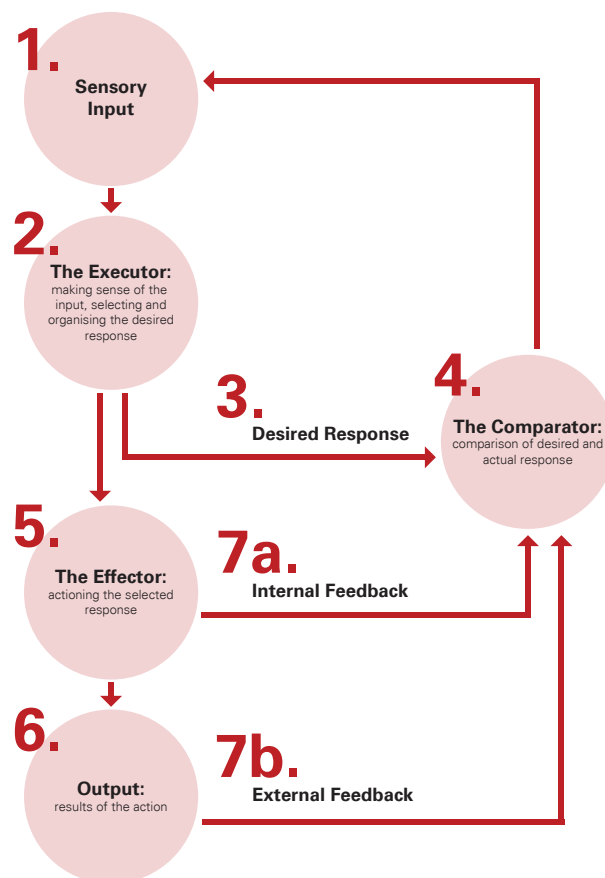 1.
Sensory
Input
2.
The Executor:
making sense of the
input, selecting and
organising the desired
response
3.
Desired Response
4.
The Comparator:
comparison of desired and
actual response
5.
The Effector:
actioning the selected
response
7a.
Internal Feedback
6.
Output:
results of the action
7b.
External Feedback